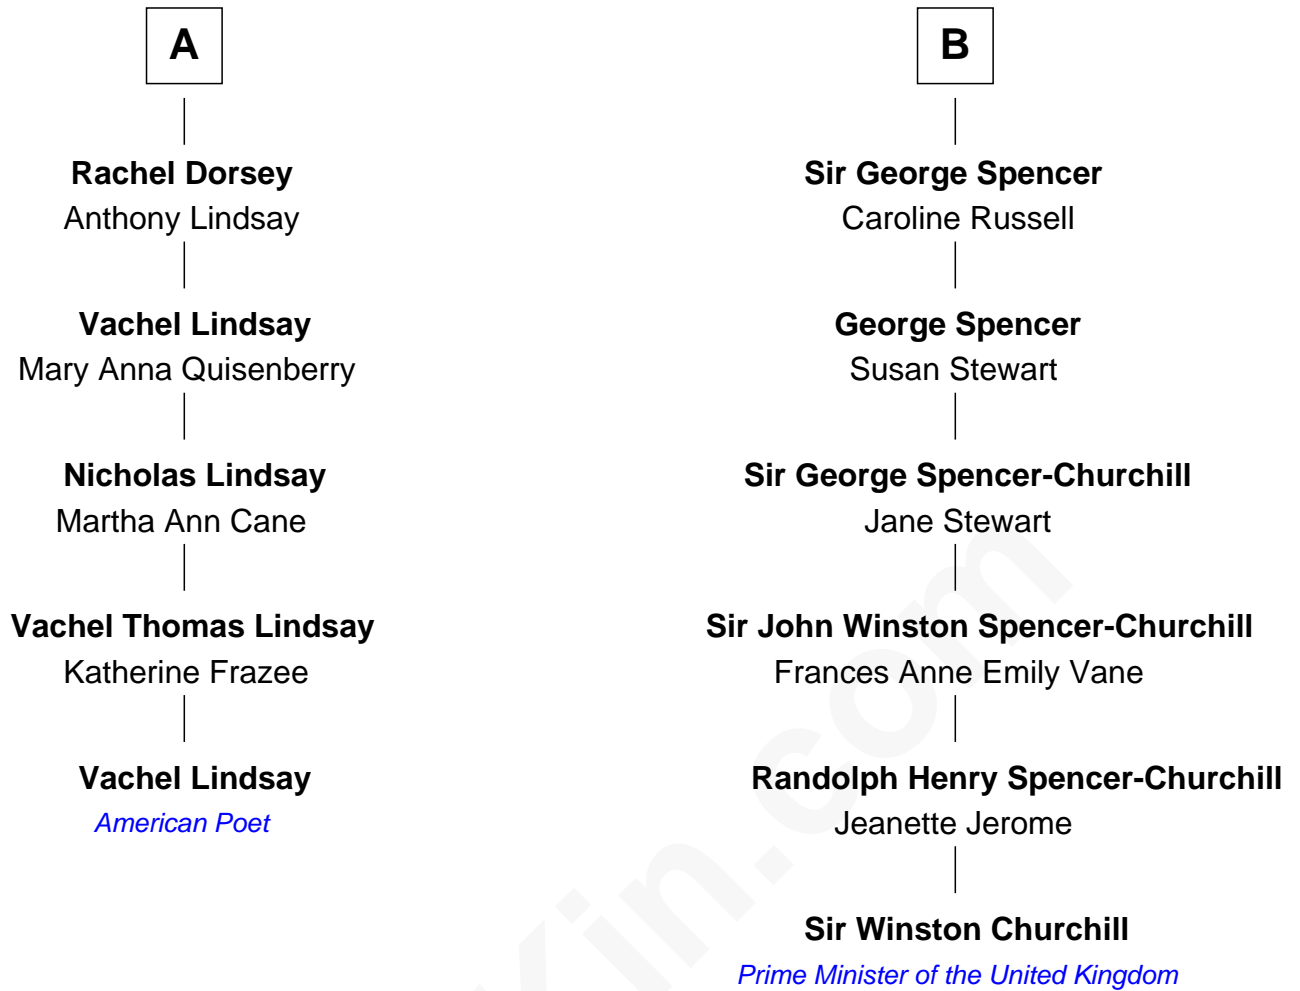 A
Rachel Dorsey
Anthony Lindsay
Vachel Lindsay
Mary Anna Quisenberry
Nicholas Lindsay
Martha Ann Cane
Vachel Thomas Lindsay
Katherine Frazee
Vachel Lindsay
American Poet
B
Sir George Spencer
Caroline Russell
George Spencer
Susan Stewart
Sir George Spencer-Churchill
Jane Stewart
Sir John Winston Spencer-Churchill
Frances Anne Emily Vane
Randolph Henry Spencer-Churchill
Jeanette Jerome
Sir Winston Churchill
Prime Minister of the United Kingdom
Kin.com